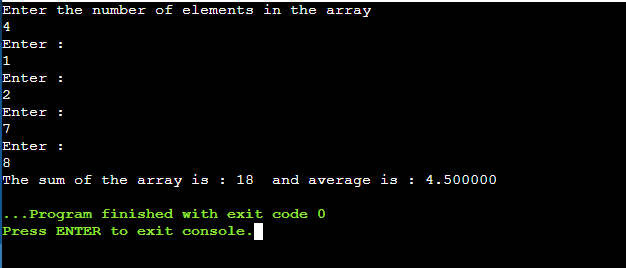 Enter the number of elements in the array
4
Enter :
1
Enter :
2
Enter :
7
Enter :
8
The sum of the array is : 18  and average is : 4.500000
...Program finished with exit code 0
Press ENTER to exit console.